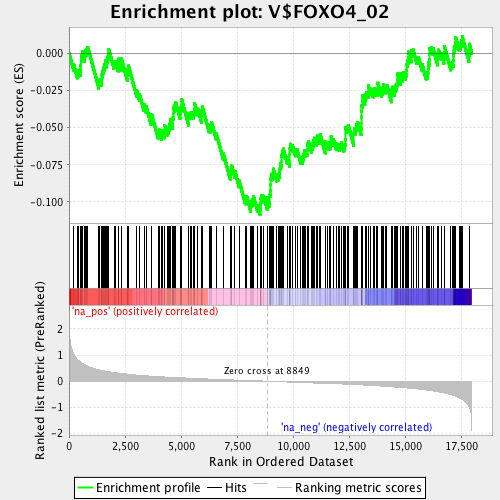 Enrichment plot: V$FOXO4_02
Enrichment score (ES)
0.000
-0.025
-0.050
-0.075
-0.100
'na_pos' (positively correlated)
Ranked list metric (PreRanked)
2
1
0
-1
-2
Zero cross at 8849
'na_neg' (negatively correlated)
0
2,500
5,000
7,500
10,000
12,500
15,000
17,500
Rank in Ordered Dataset
Enrichment profile
Hits
Ranking metric scores